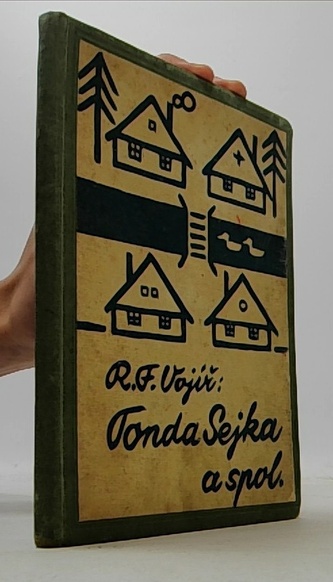 R.F. Vojíř:
Tonda Sejka
a spol.